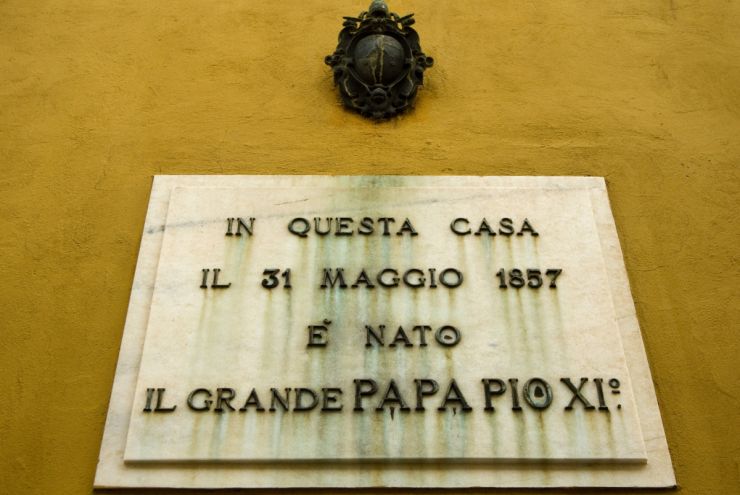 IN QUESTA CASA
IL 31 MAGGIO 1857
È NATO
IL GRANDE PAPA PIO XI°.